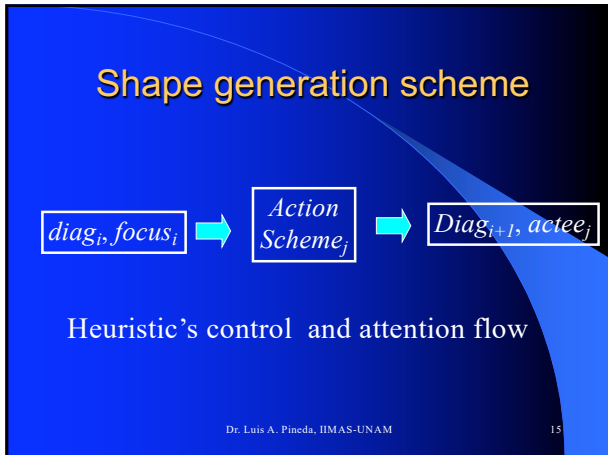 Shape generation scheme
diagᵢ, focusᵢ
Action
Schemeⱼ
Diagᵢ₊₁, acteeⱼ
Heuristic's control and attention flow
Dr. Luis A. Pineda, IIMAS-UNAM
15